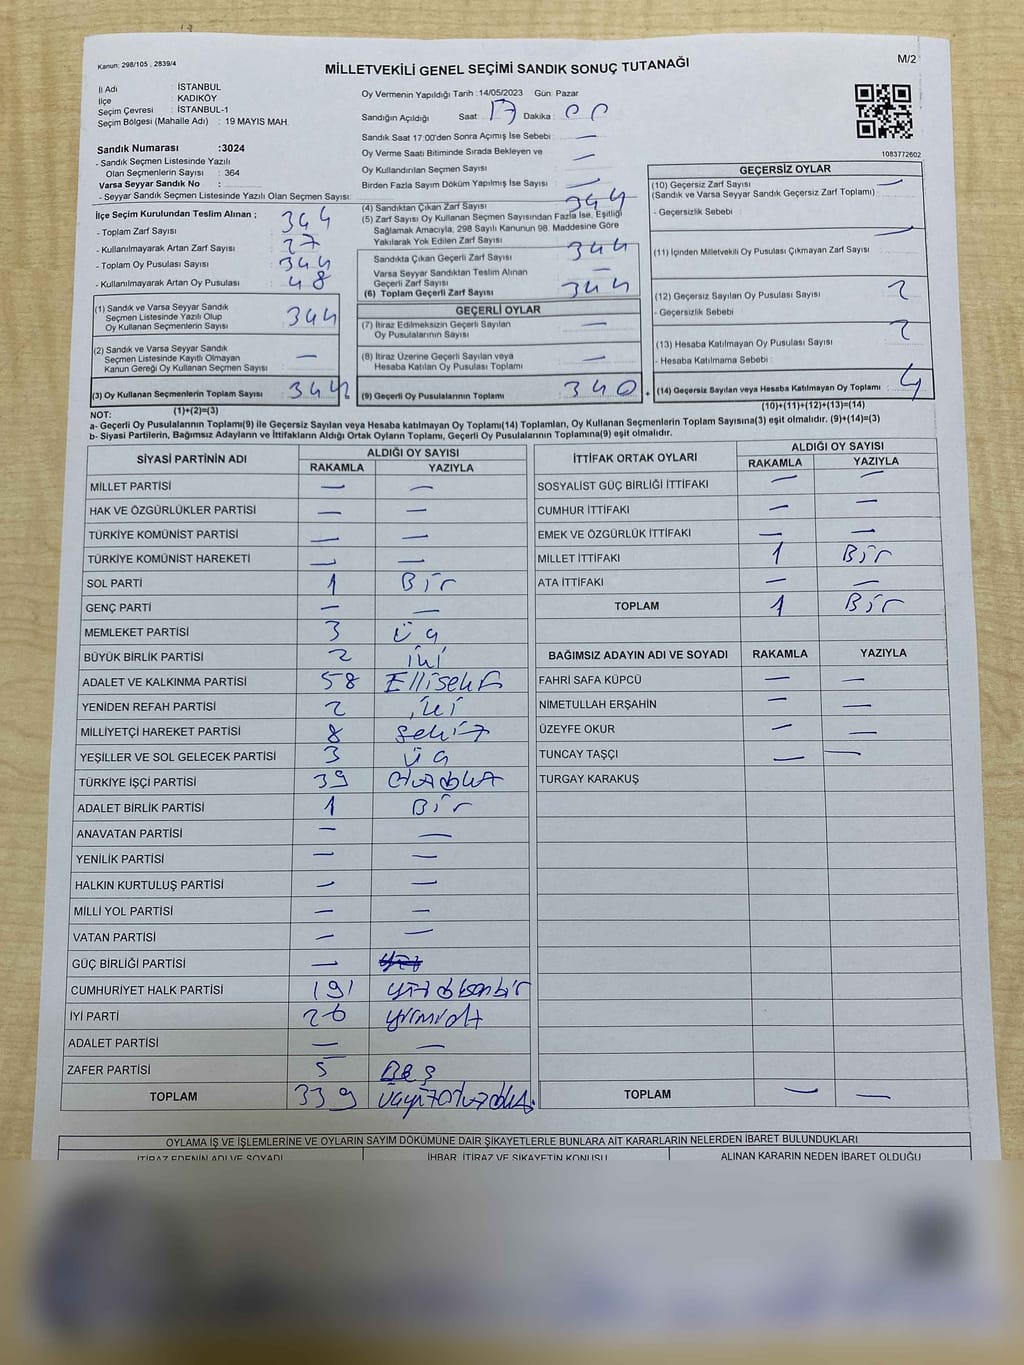 Kanun: 298/105 , 2839/4
M/2
MİLLETVEKİLİ GENEL SEÇİMİ SANDIK SONUÇ TUTANAĞI
İl Adı : İSTANBUL
İlçe : KADIKÖY
Seçim Çevresi : İSTANBUL-1
Seçim Bölgesi (Mahalle Adı) : 19 MAYIS MAH.
Sandık Numarası :3024
- Sandık Seçmen Listesinde Yazılı
Olan Seçmenlerin Sayısı : 364
Varsa Seyyar Sandık No :
- Seyyar Sandık Seçmen Listesinde Yazılı Olan Seçmen Sayısı:
Oy Vermenin Yapıldığı Tarih :14/05/2023 Gün: Pazar
Sandığın Açıldığı Saat : 17 Dakika : 00
Sandık Saat 17:00'den Sonra Açımış İse Sebebi : —
Oy Verme Saati Bitiminde Sırada Bekleyen ve
Oy Kullandırılan Seçmen Sayısı : —
Birden Fazla Sayım Döküm Yapılmış İse Sayısı : —
1083772602
İlçe Seçim Kurulundan Teslim Alınan ;
- Toplam Zarf Sayısı : 344
- Kullanılmayarak Artan Zarf Sayısı : 27
- Toplam Oy Pusulası Sayısı : 344
- Kullanılmayarak Artan Oy Pusulası : 48
(1) Sandık ve Varsa Seyyar Sandık
Seçmen Listesinde Yazılı Olup
Oy Kullanan Seçmenlerin Sayısı : 344
(2) Sandık ve Varsa Seyyar Sandık
Seçmen Listesinde Kayıtlı Olmayan
Kanun Gereği Oy Kullanan Seçmen Sayısı : —
(3) Oy Kullanan Seçmenlerin Toplam Sayısı : 344
(1)+(2)=(3)
(4) Sandıktan Çıkan Zarf Sayısı : 344
(5) Zarf Sayısı Oy Kullanan Seçmen Sayısından Fazla İse, Eşitliği
Sağlamak Amacıyla, 298 Sayılı Kanunun 98. Maddesine Göre
Yakılarak Yok Edilen Zarf Sayısı :
Sandıkta Çıkan Geçerli Zarf Sayısı : 344
Varsa Seyyar Sandıktan Teslim Alınan
Geçerli Zarf Sayısı : —
(6) Toplam Geçerli Zarf Sayısı : 344
GEÇERLİ OYLAR
(7) İtiraz Edilmeksizin Geçerli Sayılan
Oy Pusulalarının Sayısı : —
(8) İtiraz Üzerine Geçerli Sayılan veya
Hesaba Katılan Oy Pusulası Toplamı : —
(9) Geçerli Oy Pusulalarının Toplamı : 340 +
GEÇERSİZ OYLAR
(10) Geçersiz Zarf Sayısı : —
(Sandık ve Varsa Seyyar Sandık Geçersiz Zarf Toplamı) :
- Geçersizlik Sebebi :
(11) İçinden Milletvekili Oy Pusulası Çıkmayan Zarf Sayısı : —
(12) Geçersiz Sayılan Oy Pusulası Sayısı : 2
- Geçersizlik Sebebi :
(13) Hesaba Katılmayan Oy Pusulası Sayısı : 2
- Hesaba Katılmama Sebebi :
(14) Geçersiz Sayılan veya Hesaba Katılmayan Oy Toplamı : 4
(10)+(11)+(12)+(13)=(14)
NOT:
a- Geçerli Oy Pusulalarının Toplamı(9) ile Geçersiz Sayılan veya Hesaba katılmayan Oy Toplamı(14) Toplamları, Oy Kullanan Seçmenlerin Toplam Sayısına(3) eşit olmalıdır. (9)+(14)=(3)
b- Siyasi Partilerin, Bağımsız Adayların ve İttifakların Aldığı Ortak Oyların Toplamı, Geçerli Oy Pusulalarının Toplamına(9) eşit olmalıdır.
SİYASİ PARTİNİN ADI ALDIĞI OY SAYISI
RAKAMLA YAZIYLA
MİLLET PARTİSİ — —
HAK VE ÖZGÜRLÜKLER PARTİSİ — —
TÜRKİYE KOMÜNİST PARTİSİ — —
TÜRKİYE KOMÜNİST HAREKETİ — —
SOL PARTİ 1 Bir
GENÇ PARTİ — —
MEMLEKET PARTİSİ 3 üç
BÜYÜK BİRLİK PARTİSİ 2 iki
ADALET VE KALKINMA PARTİSİ 58 Ellisekiz
YENİDEN REFAH PARTİSİ 2 iki
MİLLİYETÇİ HAREKET PARTİSİ 8 sekiz
YEŞİLLER VE SOL GELECEK PARTİSİ 3 üç
TÜRKİYE İŞÇİ PARTİSİ 39 otuzdokuz
ADALET BİRLİK PARTİSİ 1 Bir
ANAVATAN PARTİSİ — —
YENİLİK PARTİSİ — —
HALKIN KURTULUŞ PARTİSİ — —
MİLLİ YOL PARTİSİ — —
VATAN PARTİSİ — —
GÜÇ BİRLİĞİ PARTİSİ —
CUMHURİYET HALK PARTİSİ 191 yüzdoksanbir
İYİ PARTİ 26 yirmialtı
ADALET PARTİSİ — —
ZAFER PARTİSİ 5 Beş
TOPLAM 339 üçyüzotuzdokuz
İTTİFAK ORTAK OYLARI ALDIĞI OY SAYISI
RAKAMLA YAZIYLA
SOSYALİST GÜÇ BİRLİĞİ İTTİFAKI — —
CUMHUR İTTİFAKI — —
EMEK VE ÖZGÜRLÜK İTTİFAKI — —
MİLLET İTTİFAKI 1 Bir
ATA İTTİFAKI — —
TOPLAM 1 Bir
BAĞIMSIZ ADAYIN ADI VE SOYADI RAKAMLA YAZIYLA
FAHRİ SAFA KÜPCÜ — —
NİMETULLAH ERŞAHİN — —
ÜZEYFE OKUR — —
TUNCAY TAŞÇI — —
TURGAY KARAKUŞ
TOPLAM — —
OYLAMA İŞ VE İŞLEMLERİNE VE OYLARIN SAYIM DÖKÜMÜNE DAİR ŞİKAYETLERLE BUNLARA AİT KARARLARIN NELERDEN İBARET BULUNDUKLARI
İTİRAZ EDENİN ADI VE SOYADI İHBAR, İTİRAZ VE ŞİKAYETİN KONUSU ALINAN KARARIN NEDEN İBARET OLDUĞU